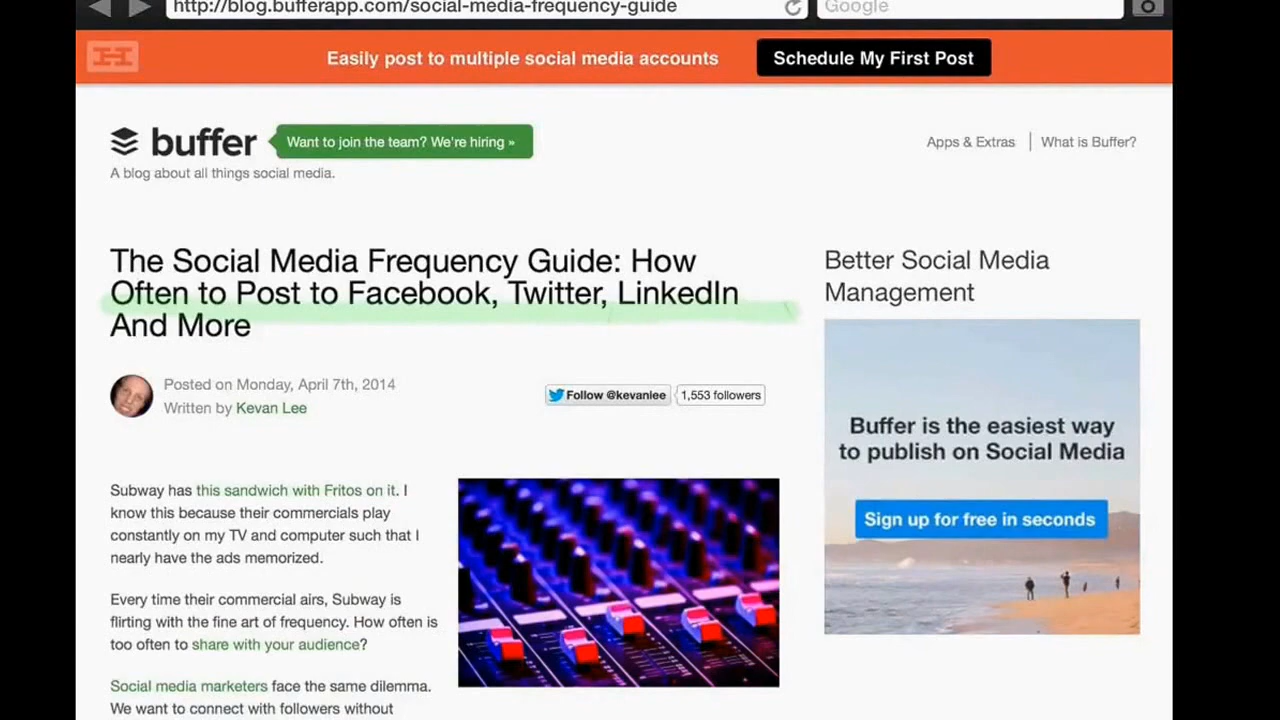 http://blog.bufferapp.com/social-media-frequency-guide
Google
Easily post to multiple social media accounts
Schedule My First Post
buffer
Want to join the team? We're hiring »
A blog about all things social media.
Apps & Extras
What is Buffer?
The Social Media Frequency Guide: How
Often to Post to Facebook, Twitter, LinkedIn
And More
Posted on Monday, April 7th, 2014
Written by Kevan Lee
Follow @kevanlee
1,553 followers
Subway has this sandwich with Fritos on it. I
know this because their commercials play
constantly on my TV and computer such that I
nearly have the ads memorized.
Every time their commercial airs, Subway is
flirting with the fine art of frequency. How often is
too often to share with your audience?
Social media marketers face the same dilemma.
We want to connect with followers without
Better Social Media
Management
Buffer is the easiest way
to publish on Social Media
Sign up for free in seconds